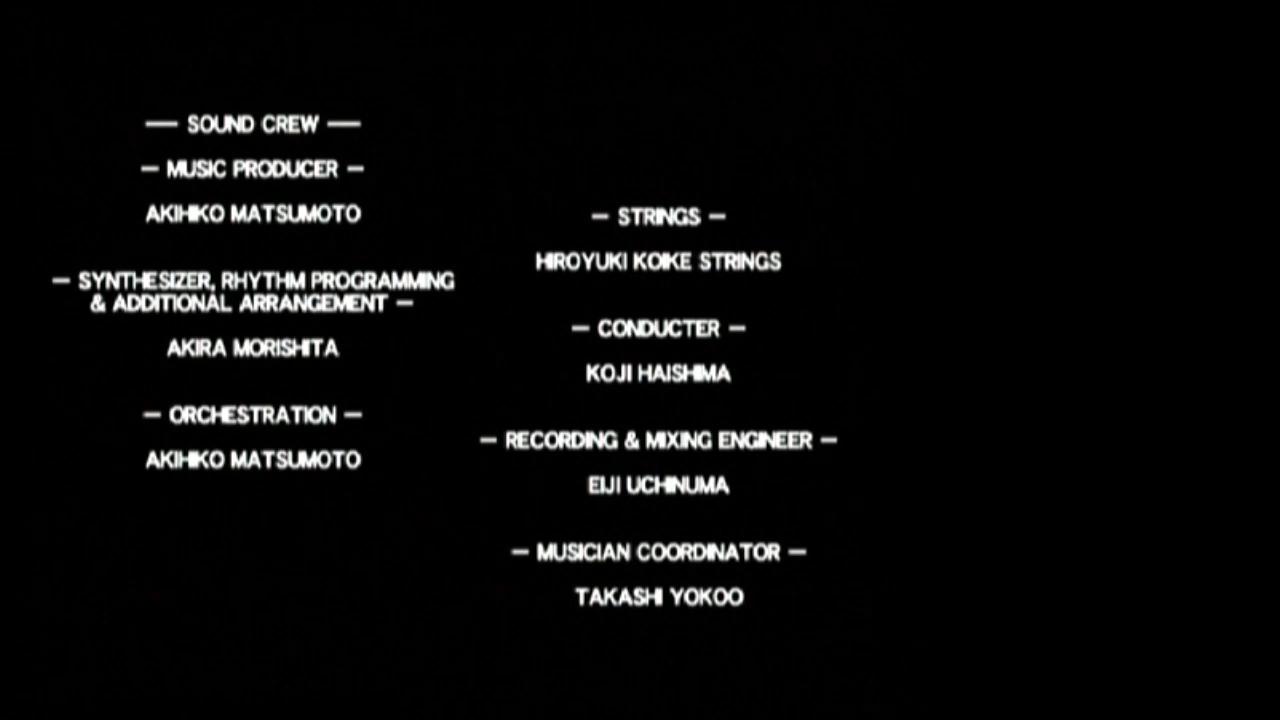 — SOUND CREW —
– MUSIC PRODUCER –
AKIHIKO MATSUMOTO
– SYNTHESIZER, RHYTHM PROGRAMMING
& ADDITIONAL ARRANGEMENT –
AKIRA MORISHITA
– ORCHESTRATION –
AKIHIKO MATSUMOTO
– STRINGS –
HIROYUKI KOIKE STRINGS
– CONDUCTER –
KOJI HAISHIMA
– RECORDING & MIXING ENGINEER –
EIJI UCHINUMA
– MUSICIAN COORDINATOR –
TAKASHI YOKOO